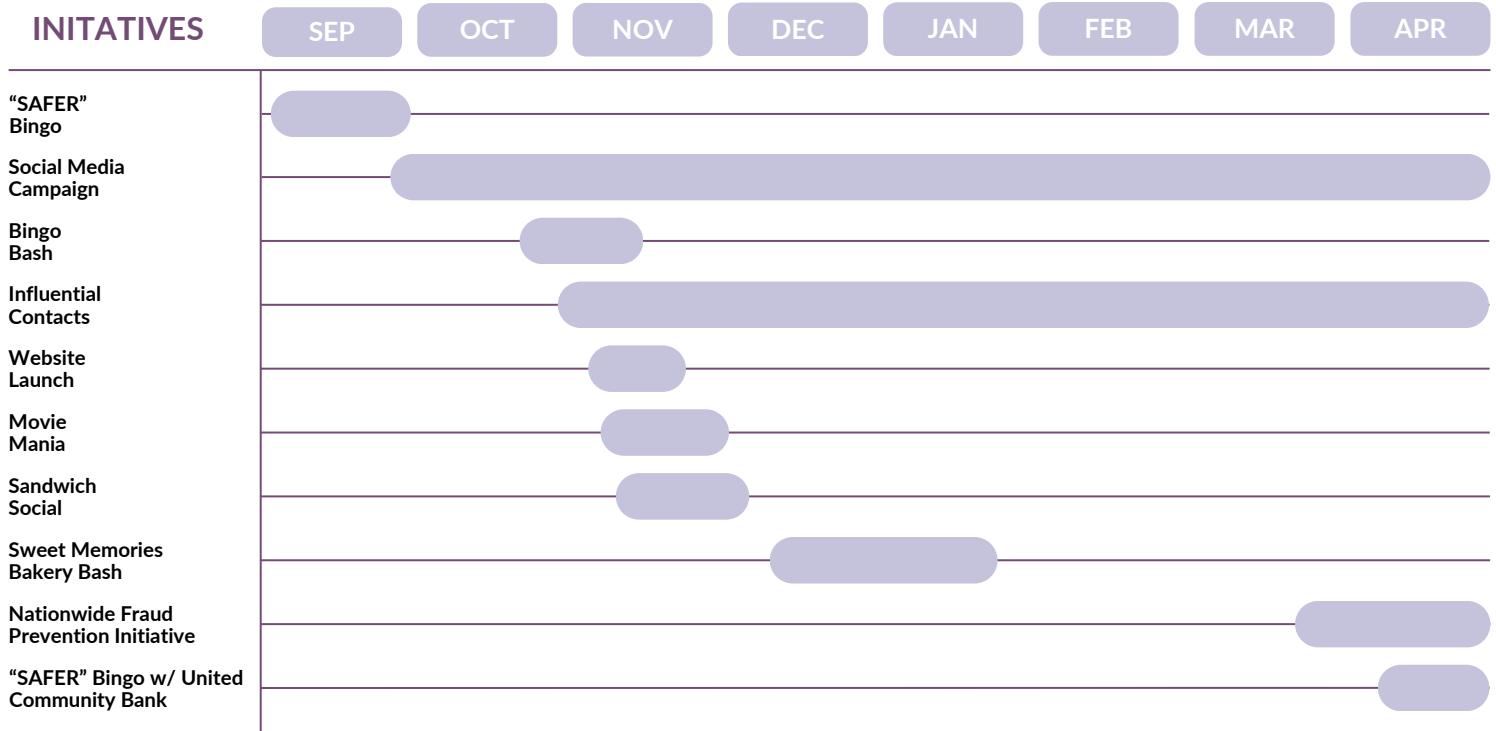 INITATIVES
SEP
OCT
NOV
DEC
JAN
FEB
MAR
APR
“SAFER”
Bingo
Social Media
Campaign
Bingo
Bash
Influential
Contacts
Website
Launch
Movie
Mania
Sandwich
Social
Sweet Memories
Bakery Bash
Nationwide Fraud
Prevention Initiative
“SAFER” Bingo w/ United
Community Bank